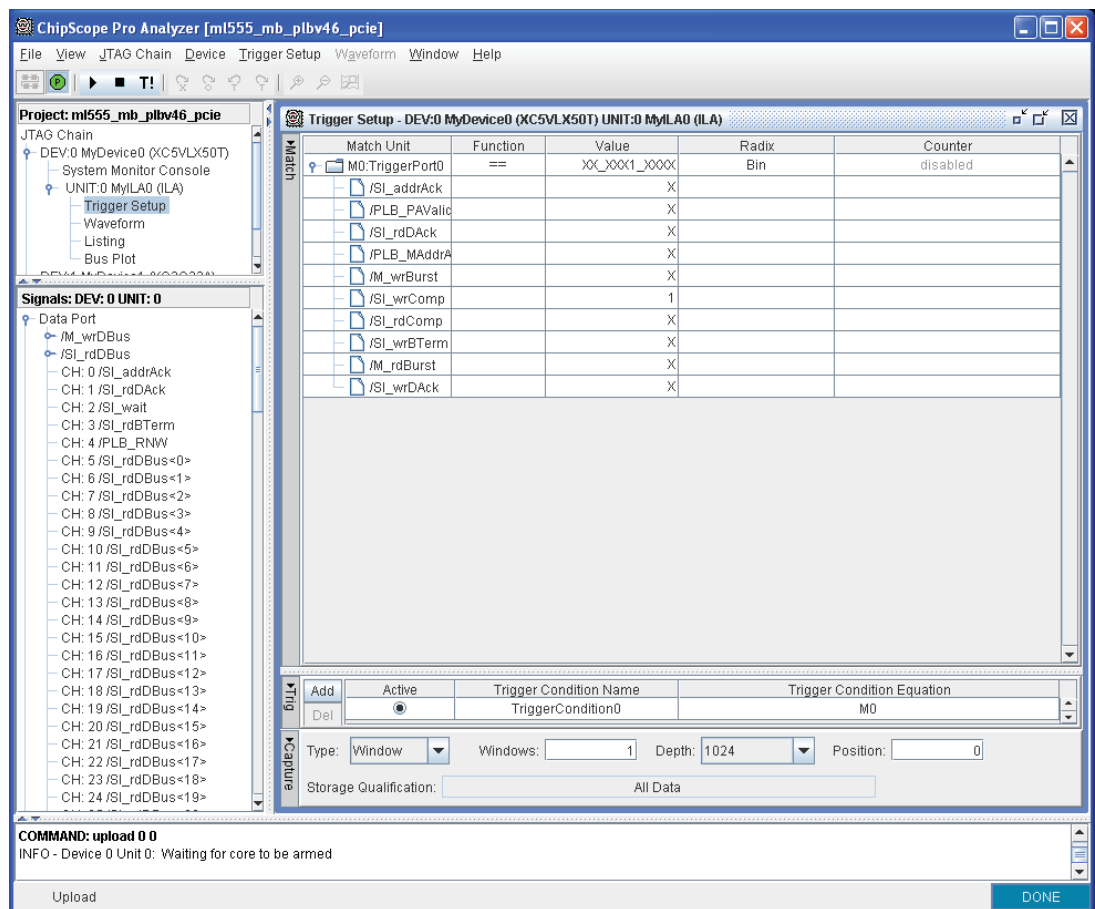 ChipScope Pro Analyzer [ml555_mb_plbv46_pcie]
File View JTAG Chain Device Trigger Setup Waveform Window Help
P T!
Project: ml555_mb_plbv46_pcie
JTAG Chain
DEV:0 MyDevice0 (XC5VLX50T)
System Monitor Console
UNIT:0 MyILA0 (ILA)
Trigger Setup
Waveform
Listing
Bus Plot
Signals: DEV: 0 UNIT: 0
Data Port
/M_wrDBus
/Sl_rdDBus
CH: 0 /Sl_addrAck
CH: 1 /Sl_rdDAck
CH: 2 /Sl_wait
CH: 3 /Sl_rdBTerm
CH: 4 /PLB_RNW
CH: 5 /Sl_rdDBus<0>
CH: 6 /Sl_rdDBus<1>
CH: 7 /Sl_rdDBus<2>
CH: 8 /Sl_rdDBus<3>
CH: 9 /Sl_rdDBus<4>
CH: 10 /Sl_rdDBus<5>
CH: 11 /Sl_rdDBus<6>
CH: 12 /Sl_rdDBus<7>
CH: 13 /Sl_rdDBus<8>
CH: 14 /Sl_rdDBus<9>
CH: 15 /Sl_rdDBus<10>
CH: 16 /Sl_rdDBus<11>
CH: 17 /Sl_rdDBus<12>
CH: 18 /Sl_rdDBus<13>
CH: 19 /Sl_rdDBus<14>
CH: 20 /Sl_rdDBus<15>
CH: 21 /Sl_rdDBus<16>
CH: 22 /Sl_rdDBus<17>
CH: 23 /Sl_rdDBus<18>
CH: 24 /Sl_rdDBus<19>
Trigger Setup - DEV:0 MyDevice0 (XC5VLX50T) UNIT:0 MyILA0 (ILA)
Match
Match Unit Function Value Radix Counter
M0:TriggerPort0 == XX_XXX1_XXXX Bin disabled
/Sl_addrAck X
/PLB_PAValid X
/Sl_rdDAck X
/PLB_MAddrA X
/M_wrBurst X
/Sl_wrComp 1
/Sl_rdComp X
/Sl_wrBTerm X
/M_rdBurst X
/Sl_wrDAck X
Trig
Add Active Trigger Condition Name Trigger Condition Equation
Del TriggerCondition0 M0
Capture
Type: Window Windows: 1 Depth: 1024 Position: 0
Storage Qualification: All Data
COMMAND: upload 0 0
INFO - Device 0 Unit 0: Waiting for core to be armed
Upload DONE